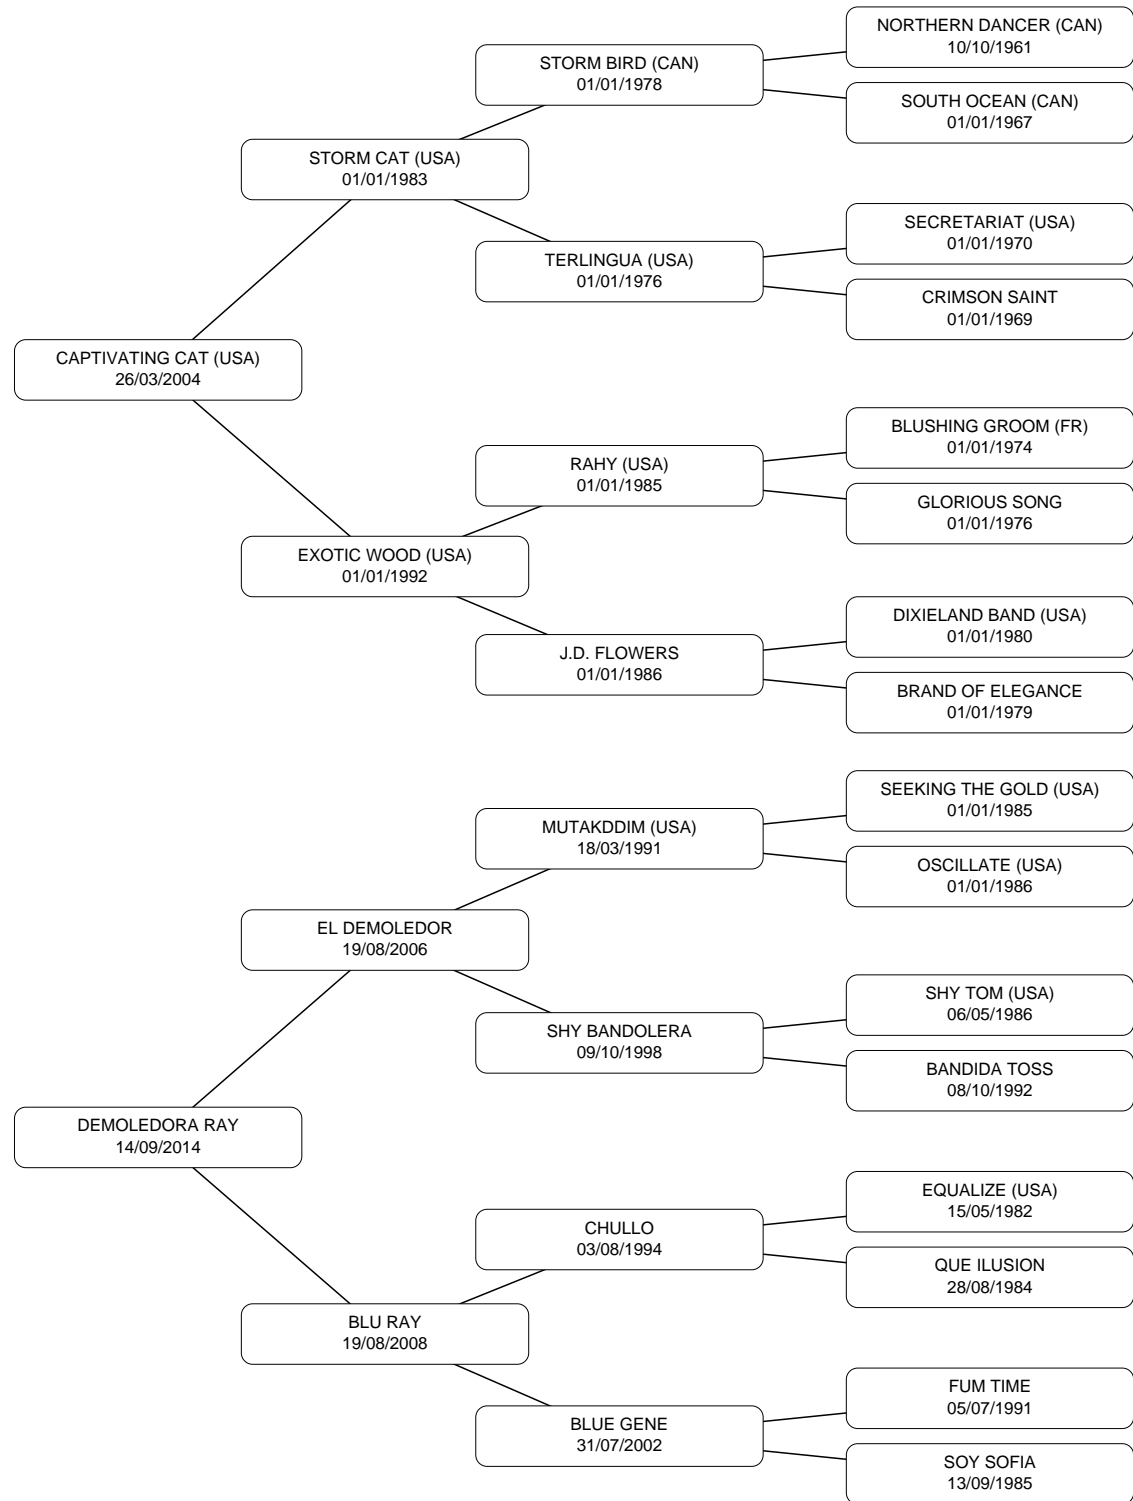 NORTHERN DANCER (CAN)
10/10/1961
STORM BIRD (CAN)
01/01/1978
SOUTH OCEAN (CAN)
01/01/1967
STORM CAT (USA)
01/01/1983
SECRETARIAT (USA)
01/01/1970
TERLINGUA (USA)
01/01/1976
CRIMSON SAINT
01/01/1969
CAPTIVATING CAT (USA)
26/03/2004
BLUSHING GROOM (FR)
01/01/1974
RAHY (USA)
01/01/1985
GLORIOUS SONG
01/01/1976
EXOTIC WOOD (USA)
01/01/1992
DIXIELAND BAND (USA)
01/01/1980
J.D. FLOWERS
01/01/1986
BRAND OF ELEGANCE
01/01/1979
SEEKING THE GOLD (USA)
01/01/1985
MUTAKDDIM (USA)
18/03/1991
OSCILLATE (USA)
01/01/1986
EL DEMOLEDOR
19/08/2006
SHY TOM (USA)
06/05/1986
SHY BANDOLERA
09/10/1998
BANDIDA TOSS
08/10/1992
DEMOLEDORA RAY
14/09/2014
EQUALIZE (USA)
15/05/1982
CHULLO
03/08/1994
QUE ILUSION
28/08/1984
BLU RAY
19/08/2008
FUM TIME
05/07/1991
BLUE GENE
31/07/2002
SOY SOFIA
13/09/1985